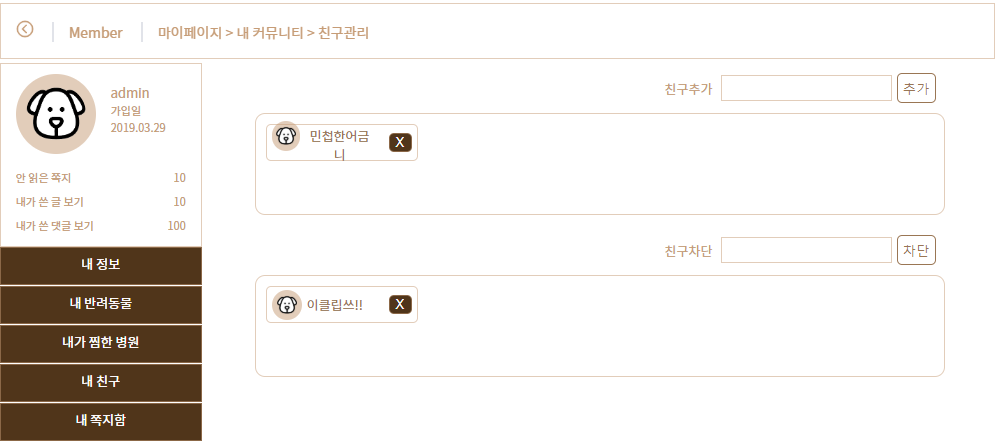 Member 마이페이지 > 내 커뮤니티 > 친구관리
admin
가입일
2019.03.29
안 읽은 쪽지 10
내가 쓴 글 보기 10
내가 쓴 댓글 보기 100
내 정보
내 반려동물
내가 찜한 병원
내 친구
내 쪽지함
친구추가 추가
민첩한어금
니
X
친구차단 차단
이클립쓰!! X